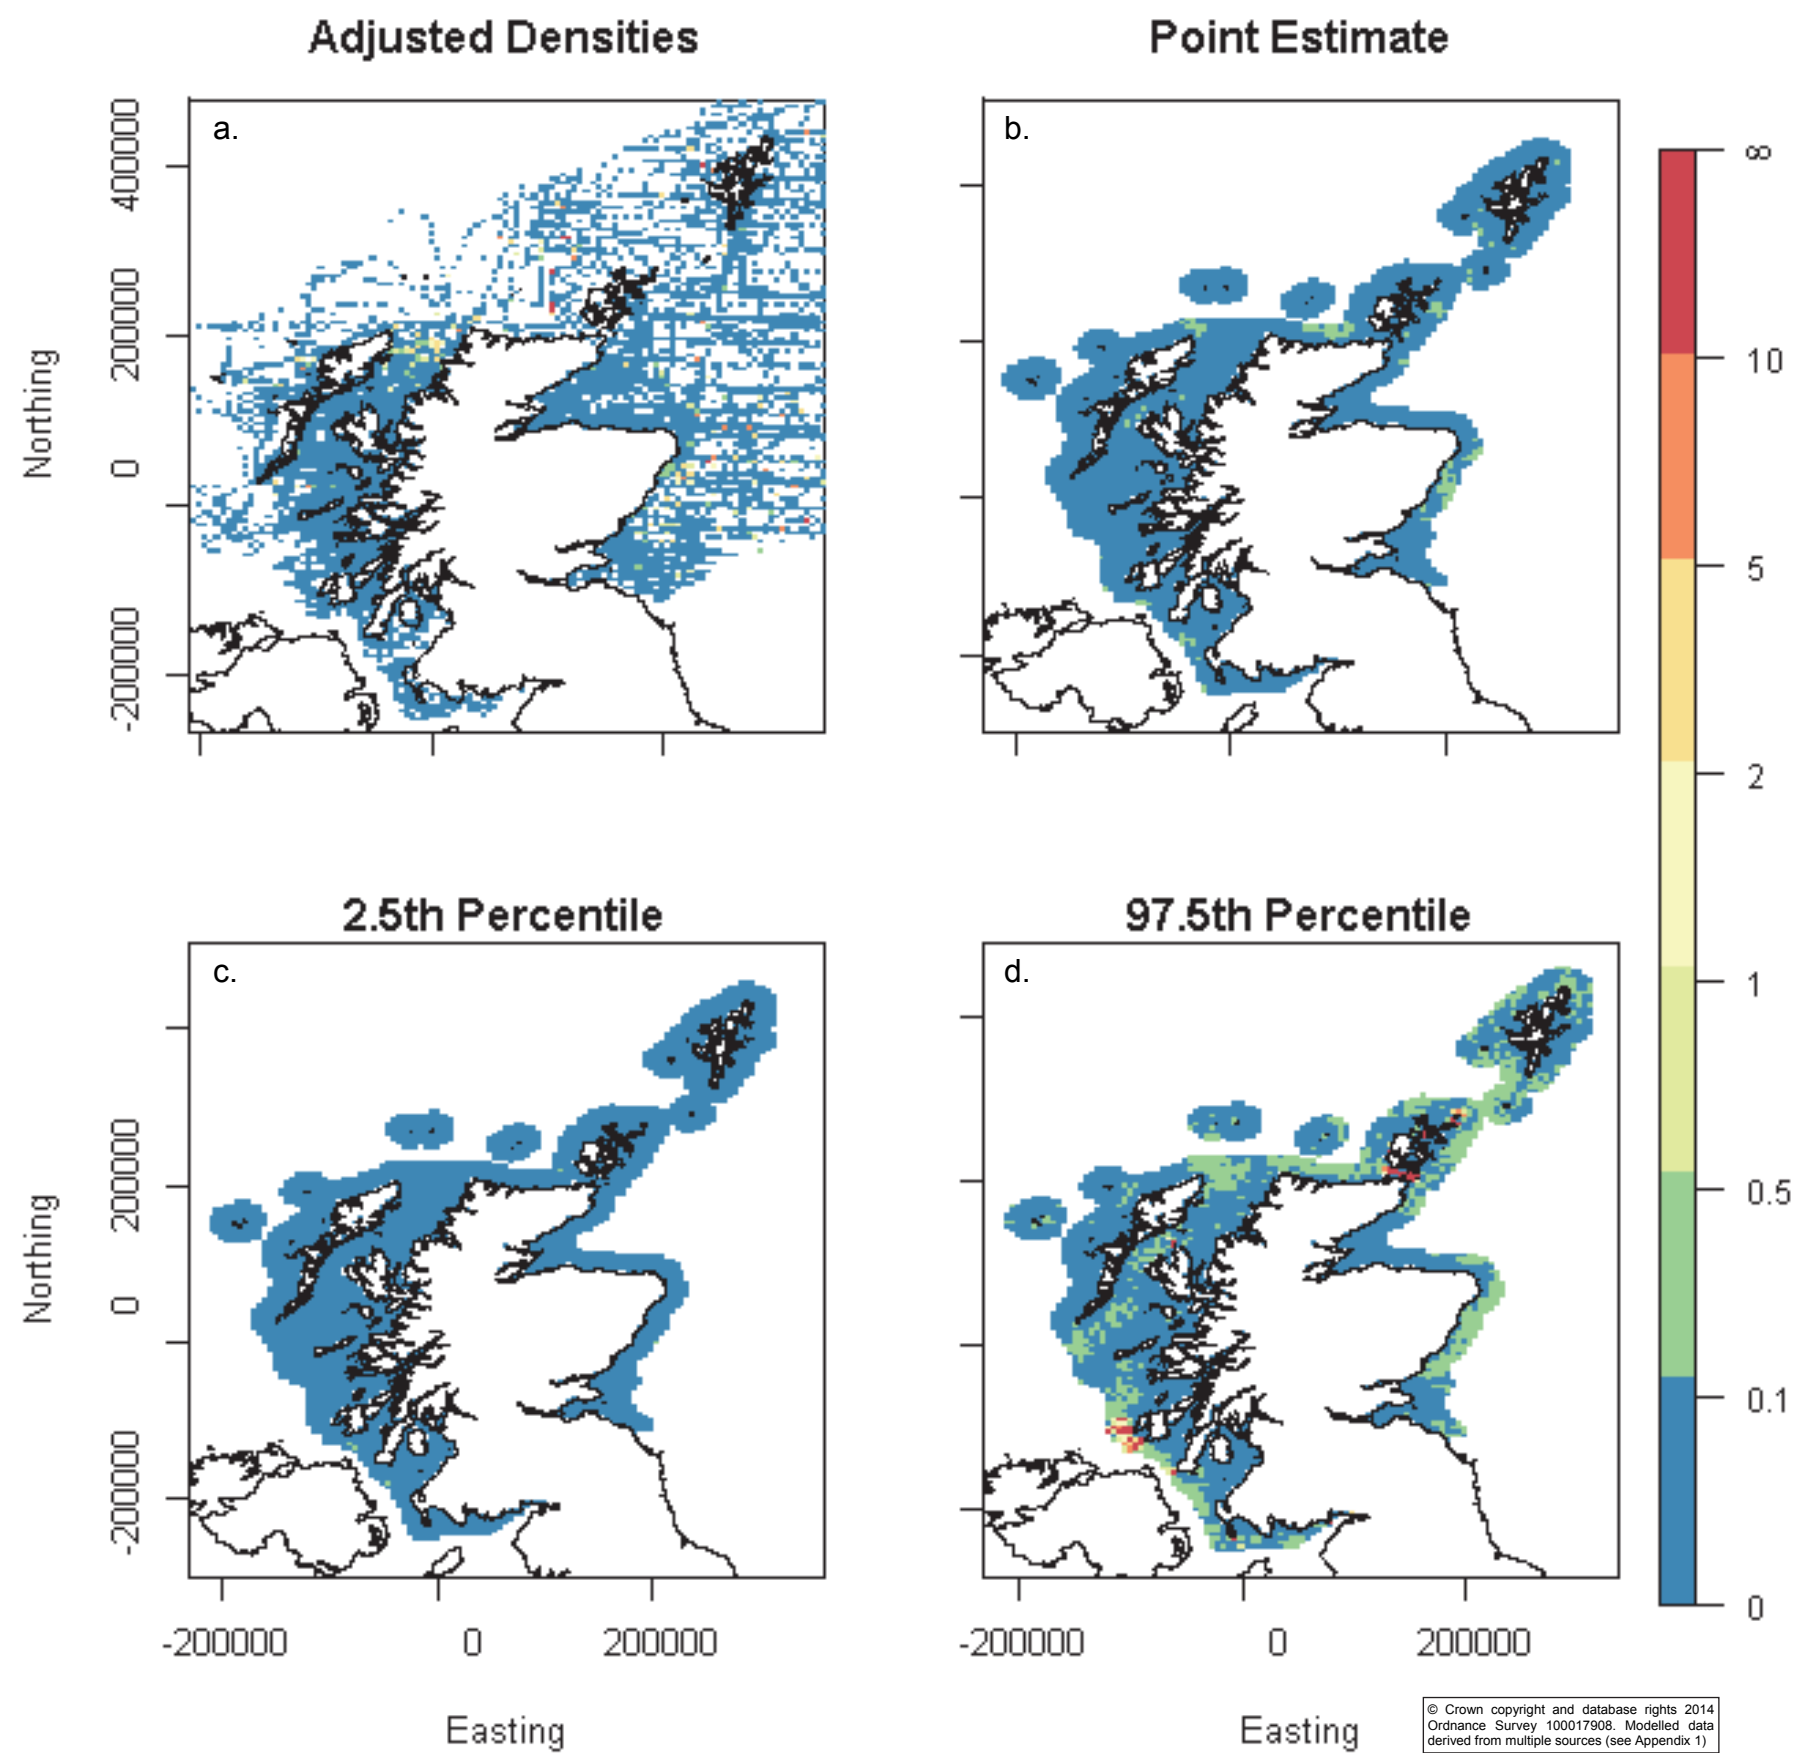 Adjusted Densities
Point Estimate
a.
b.
Northing
400000
200000
0
-200000
∞
10
5
2
1
0.5
0.1
0
2.5th Percentile
97.5th Percentile
c.
d.
Northing
200000
0
-200000
-200000 0 200000
-200000 0 200000
Easting
Easting
© Crown copyright and database rights 2014
Ordnance Survey 100017908. Modelled data
derived from multiple sources (see Appendix 1)